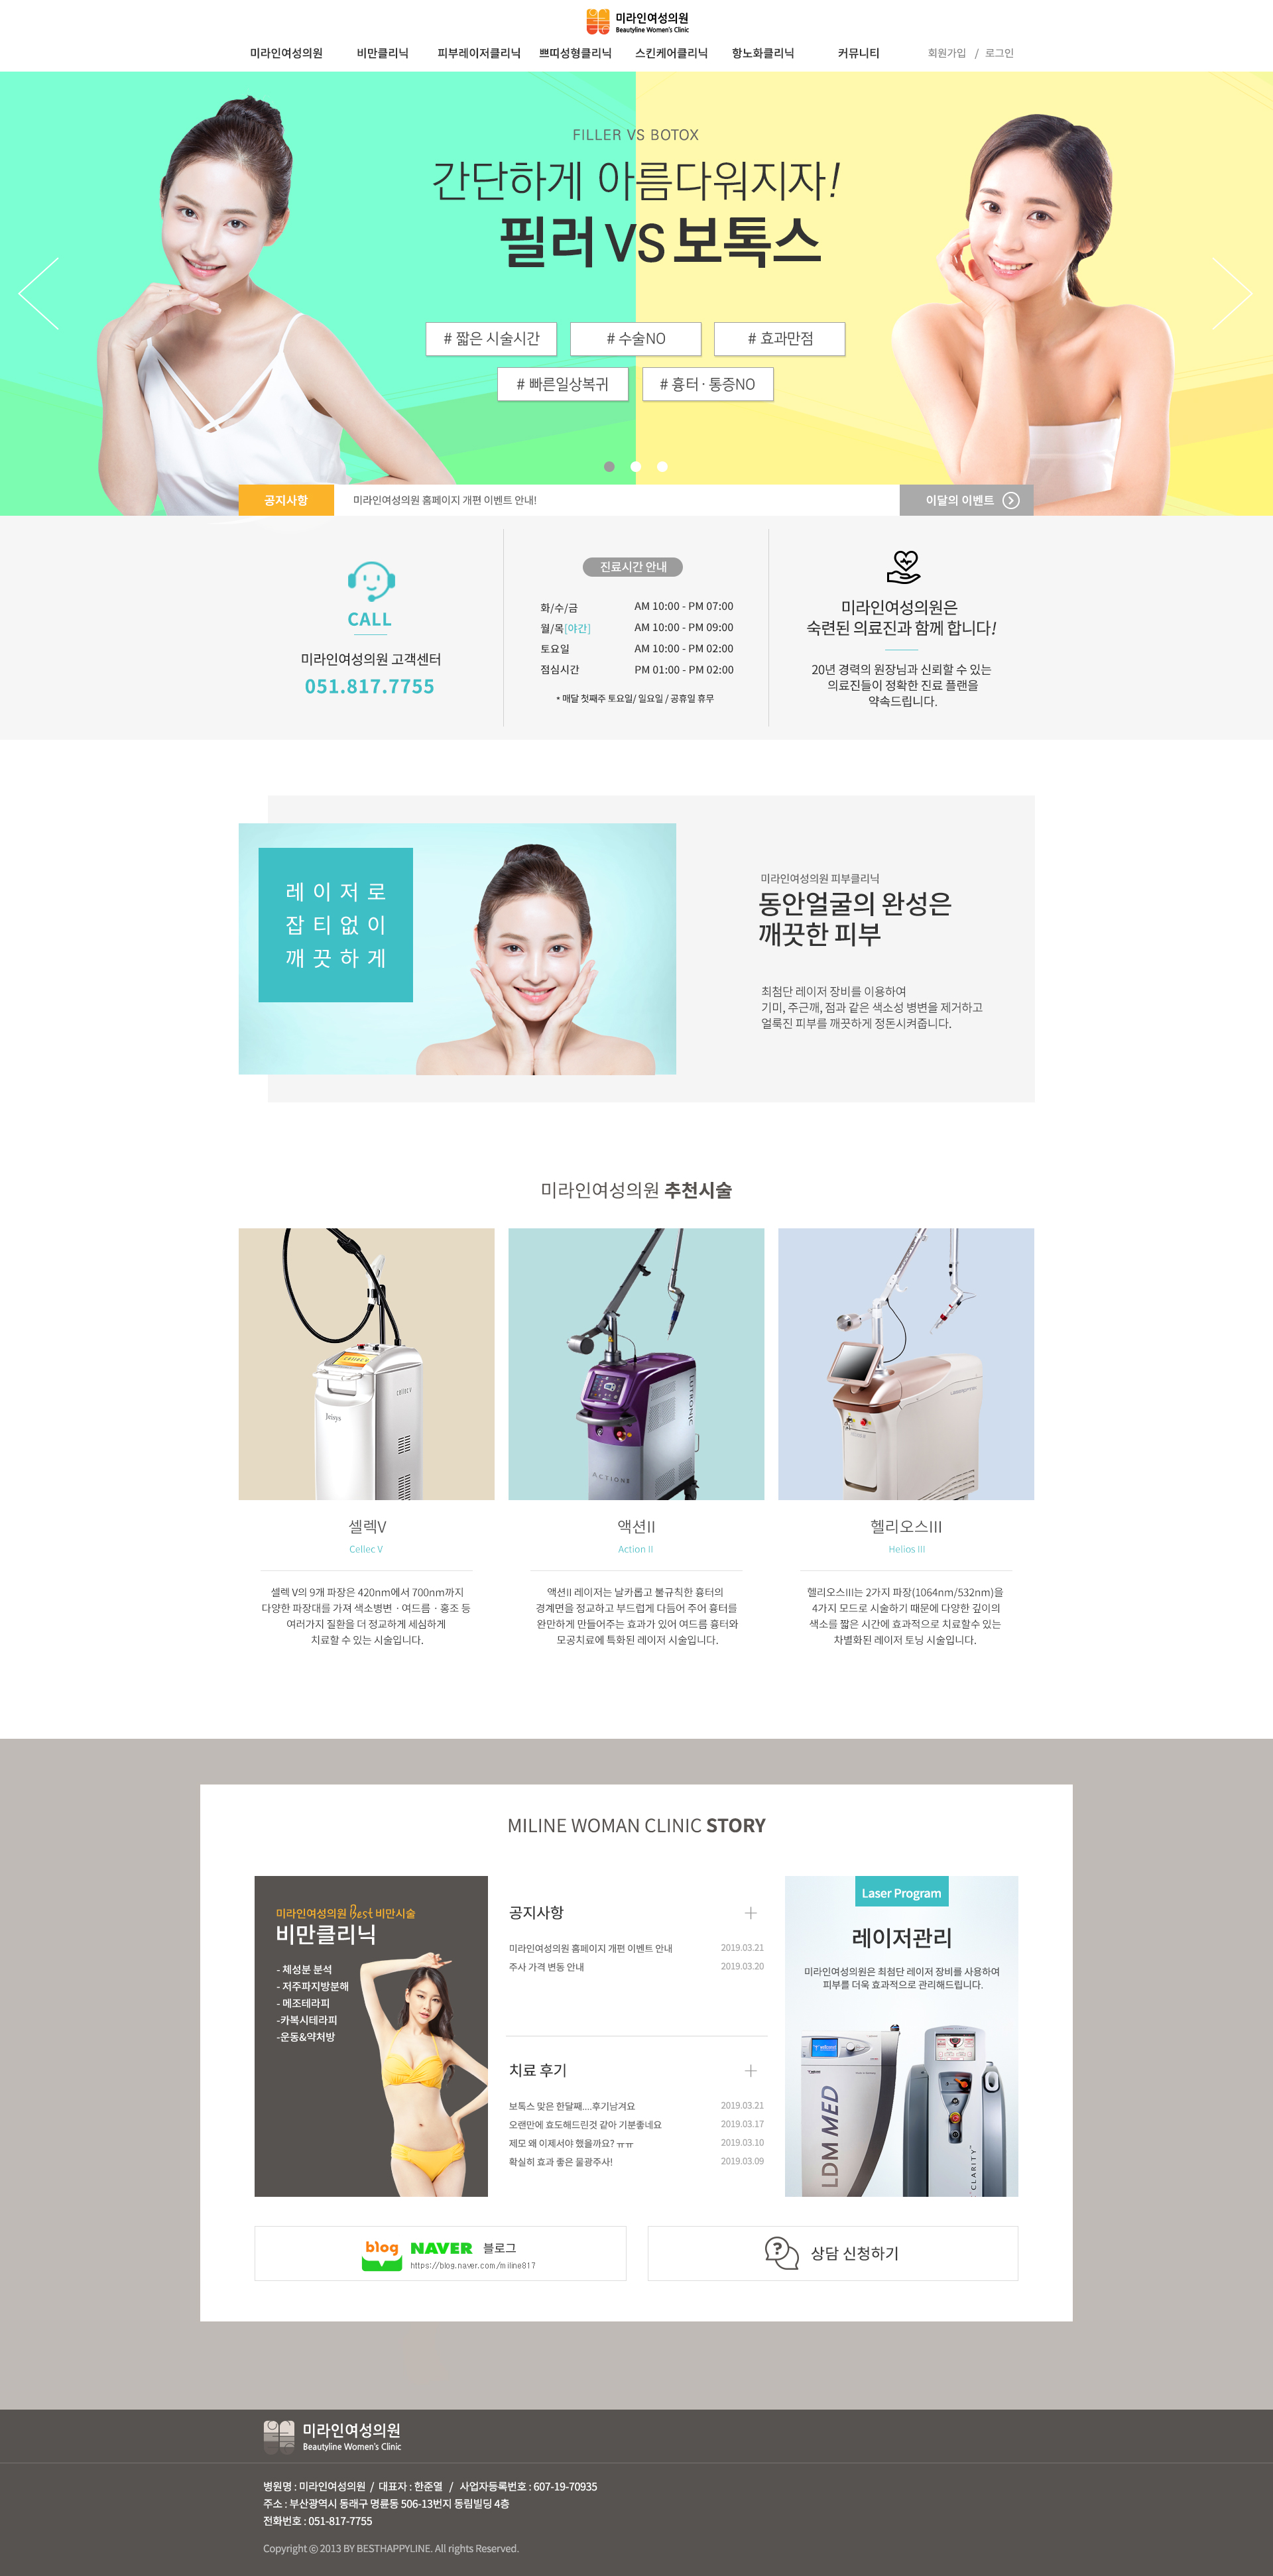 미라인여성의원
Beautyline Women's Clinic
미라인여성의원 비만클리닉 피부레이저클리닉 쁘띠성형클리닉 스킨케어클리닉 항노화클리닉 커뮤니티 회원가입 / 로그인
FILLER VS BOTOX
간단하게 아름다워지자!
필러 VS 보톡스
# 짧은 시술시간 # 수술NO # 효과만점
# 빠른일상복귀 # 흉터 · 통증NO
공지사항 미라인여성의원 홈페이지 개편 이벤트 안내! 이달의 이벤트
CALL
미라인여성의원 고객센터
051.817.7755
진료시간 안내
화/수/금 AM 10:00 - PM 07:00
월/목[야간] AM 10:00 - PM 09:00
토요일 AM 10:00 - PM 02:00
점심시간 PM 01:00 - PM 02:00
* 매달 첫째주 토요일/ 일요일 / 공휴일 휴무
미라인여성의원은
숙련된 의료진과 함께 합니다!
20년 경력의 원장님과 신뢰할 수 있는
의료진들이 정확한 진료 플랜을
약속드립니다.
레이저로
잡티없이
깨끗하게
미라인여성의원 피부클리닉
동안얼굴의 완성은
깨끗한 피부
최첨단 레이저 장비를 이용하여
기미, 주근깨, 점과 같은 색소성 병변을 제거하고
얼룩진 피부를 깨끗하게 정돈시켜줍니다.
미라인여성의원 추천시술
CELLEC V
CELLEC V
Jeisys
LUTRONIC
ACTION II
셀렉V
Cellec V
셀렉 V의 9개 파장은 420nm에서 700nm까지
다양한 파장대를 가져 색소병변 · 여드름 · 홍조 등
여러가지 질환을 더 정교하게 세심하게
치료할 수 있는 시술입니다.
액션II
Action II
액션II 레이저는 날카롭고 불규칙한 흉터의
경계면을 정교하고 부드럽게 다듬어 주어 흉터를
완만하게 만들어주는 효과가 있어 여드름 흉터와
모공치료에 특화된 레이저 시술입니다.
헬리오스III
Helios III
헬리오스III는 2가지 파장(1064nm/532nm)을
4가지 모드로 시술하기 때문에 다양한 깊이의
색소를 짧은 시간에 효과적으로 치료할수 있는
차별화된 레이저 토닝 시술입니다.
MILINE WOMAN CLINIC STORY
미라인여성의원 Best 비만시술
비만클리닉
- 체성분 분석
- 저주파지방분해
- 메조테라피
-카복시테라피
-운동&약처방
공지사항
미라인여성의원 홈페이지 개편 이벤트 안내 2019.03.21
주사 가격 변동 안내 2019.03.20
치료 후기
보톡스 맞은 한달째....후기남겨요 2019.03.21
오랜만에 효도해드린것 같아 기분좋네요 2019.03.17
제모 왜 이제서야 했을까요? ㅠㅠ 2019.03.10
확실히 효과 좋은 물광주사! 2019.03.09
Laser Program
레이저관리
미라인여성의원은 최첨단 레이저 장비를 사용하여
피부를 더욱 효과적으로 관리해드립니다.
LDM MED
CLARITY
blog NAVER 블로그
https://blog.naver.com/miline817
상담 신청하기
미라인여성의원
Beautyline Women's Clinic
병원명 : 미라인여성의원 / 대표자 : 한준열 / 사업자등록번호 : 607-19-70935
주소 : 부산광역시 동래구 명륜동 506-13번지 동림빌딩 4층
전화번호 : 051-817-7755
Copyright ⓒ 2013 BY BESTHAPPYLINE. All rights Reserved.